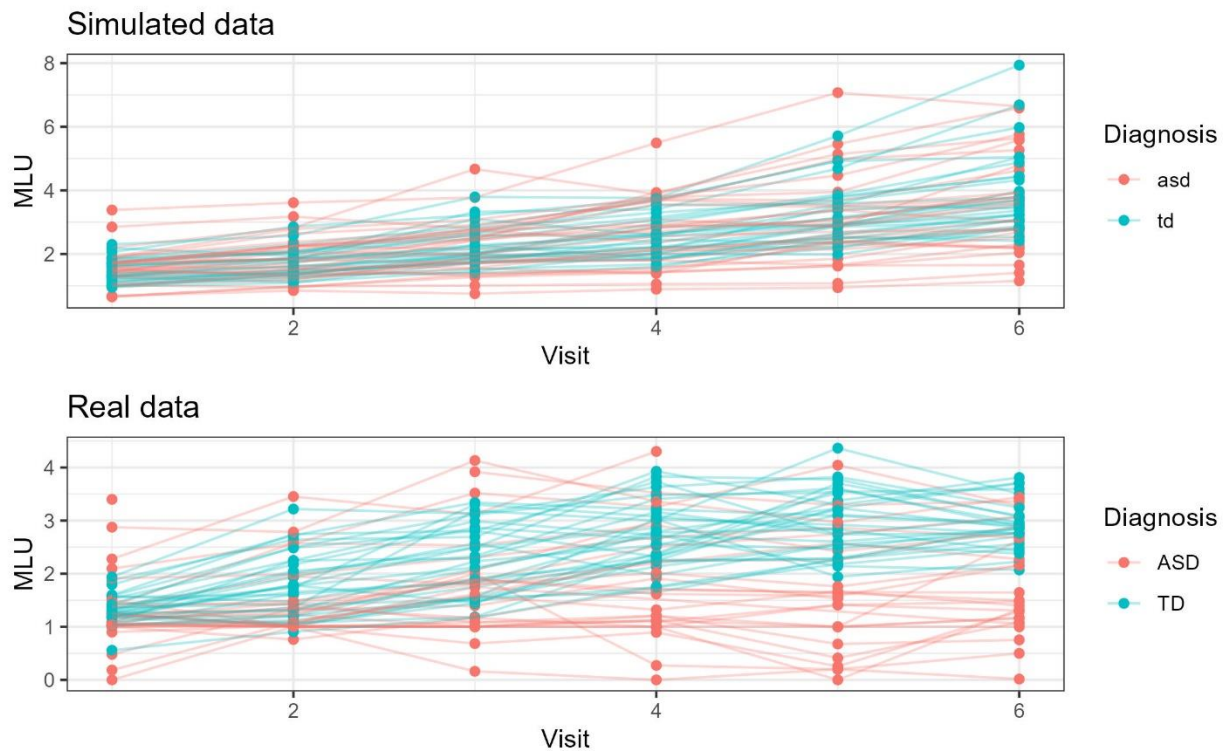 Simulated data
8
6
4
2
MLU
2 4 6
Visit
Diagnosis
asd
td
Real data
4
3
2
1
0
MLU
2 4 6
Visit
Diagnosis
ASD
TD